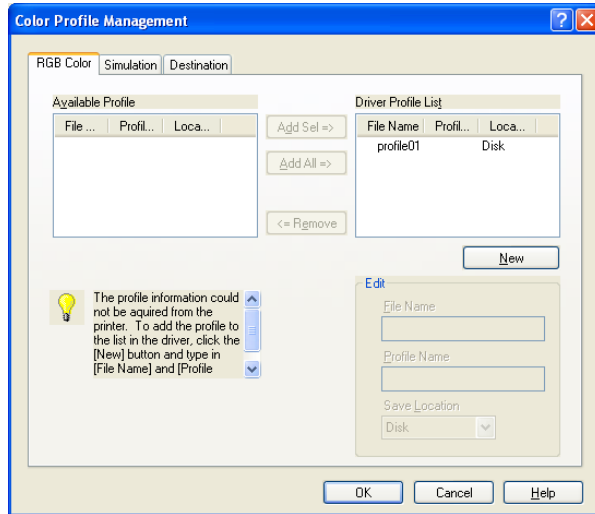 Color Profile Management
RGB Color Simulation Destination
Available Profile
File ... Profil... Loca...
Add Sel =>
Add All =>
<= Remove
Driver Profile List
File Name Profil... Loca...
profile01 Disk
New
The profile information could
not be aquired from the
printer. To add the profile to
the list in the driver, click the
[New] button and type in
[File Name] and [Profile
Edit
File Name
Profile Name
Save Location
Disk
OK Cancel Help